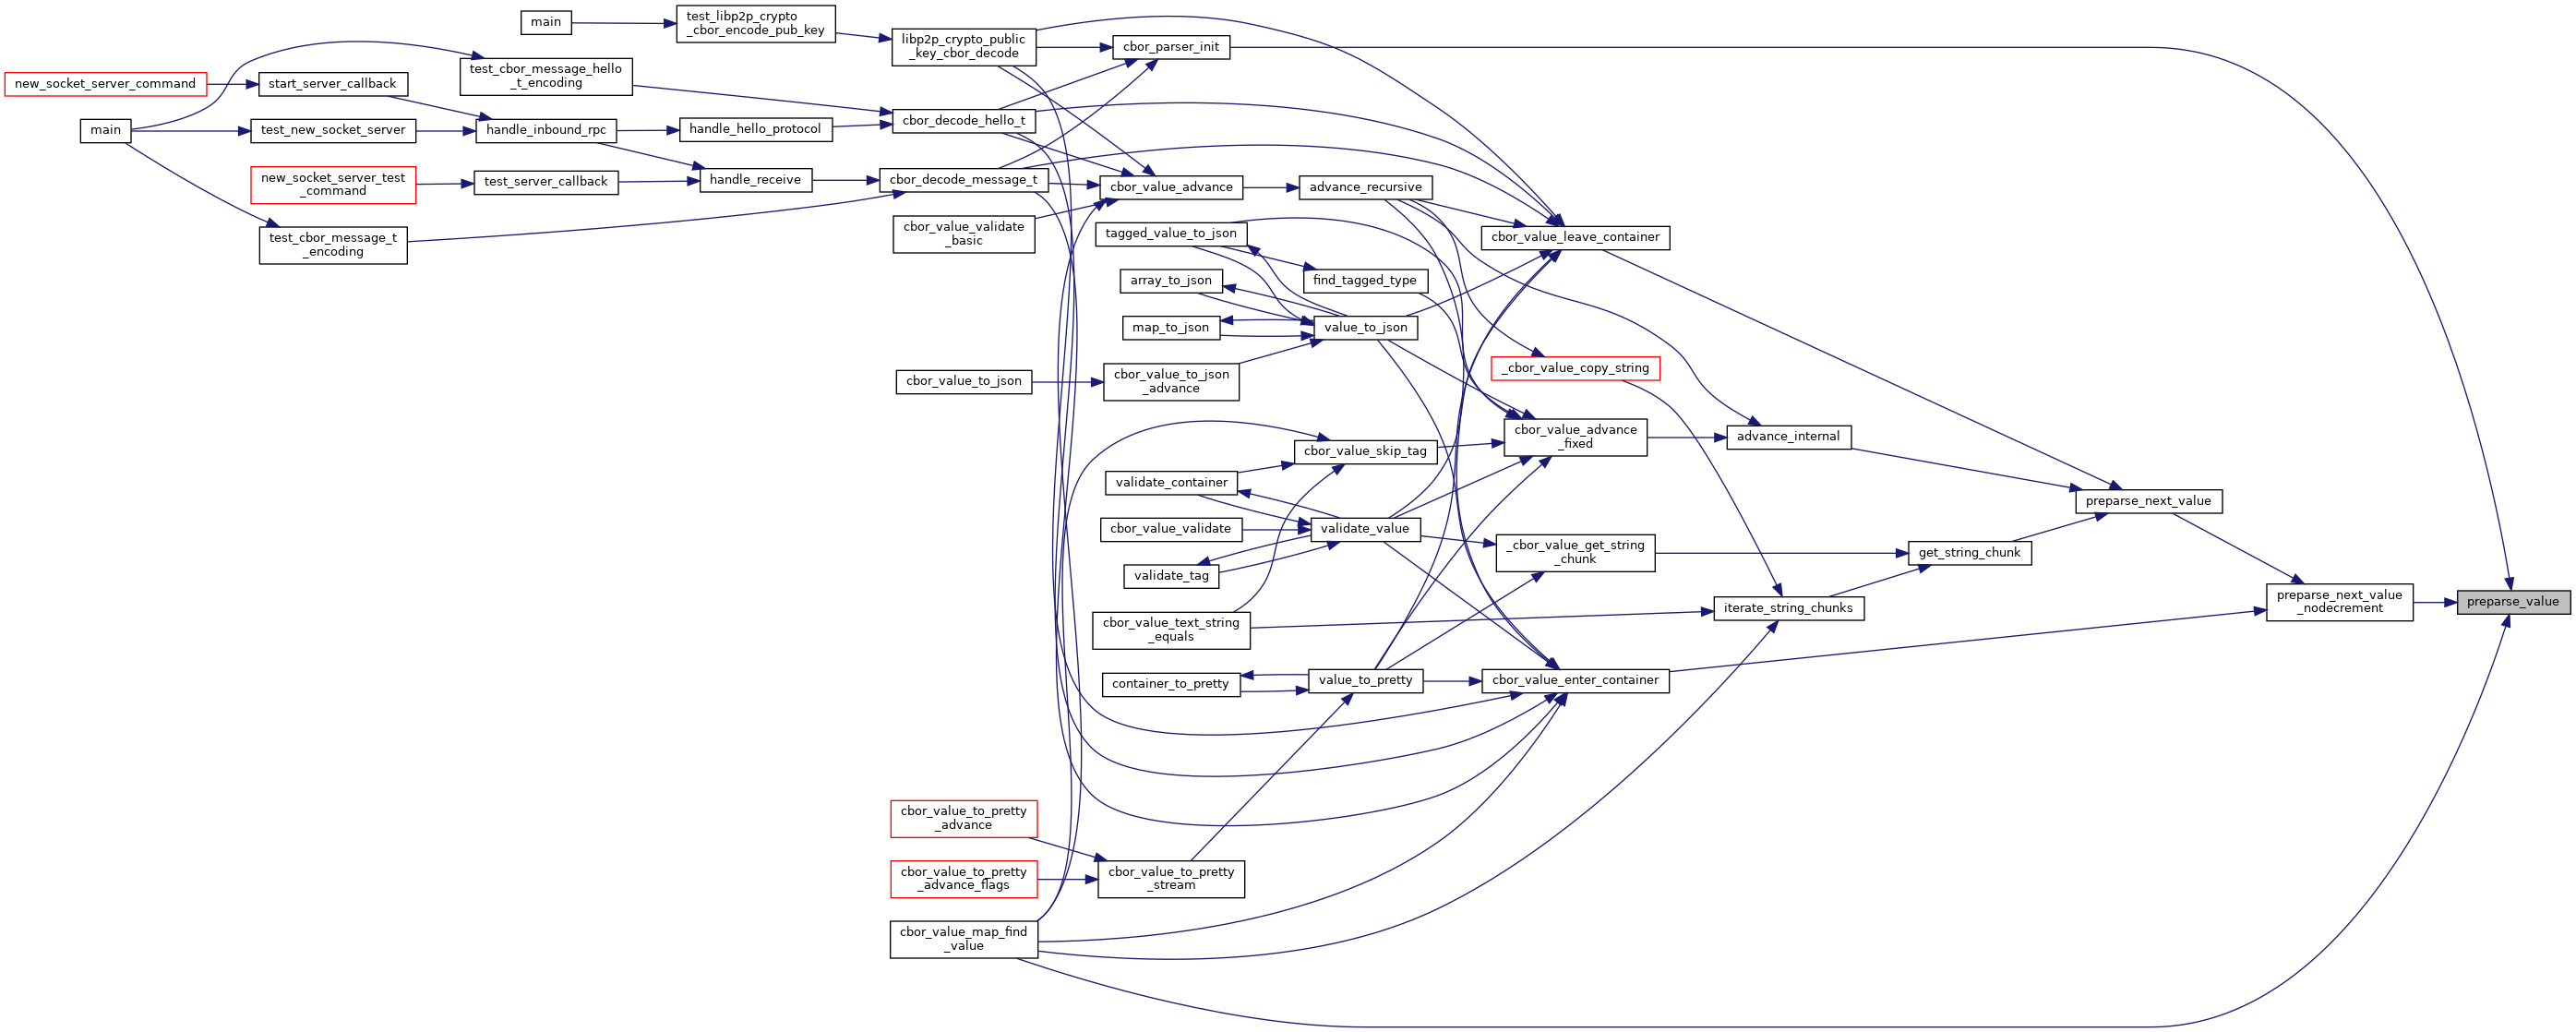 main
test_libp2p_crypto
_cbor_encode_pub_key
libp2p_crypto_public
_key_cbor_decode
cbor_parser_init
test_cbor_message_hello
_t_encoding
new_socket_server_command
start_server_callback
cbor_decode_hello_t
main
test_new_socket_server
handle_inbound_rpc
handle_hello_protocol
new_socket_server_test
_command
test_server_callback
handle_receive
cbor_decode_message_t
cbor_value_advance
advance_recursive
test_cbor_message_t
_encoding
cbor_value_validate
_basic
tagged_value_to_json
cbor_value_leave_container
array_to_json
find_tagged_type
map_to_json
value_to_json
_cbor_value_copy_string
cbor_value_to_json
cbor_value_to_json
_advance
cbor_value_advance
_fixed
advance_internal
cbor_value_skip_tag
validate_container
preparse_next_value
cbor_value_validate
validate_value
_cbor_value_get_string
_chunk
get_string_chunk
validate_tag
preparse_next_value
_nodecrement
preparse_value
iterate_string_chunks
cbor_value_text_string
_equals
container_to_pretty
value_to_pretty
cbor_value_enter_container
cbor_value_to_pretty
_advance
cbor_value_to_pretty
_advance_flags
cbor_value_to_pretty
_stream
cbor_value_map_find
_value